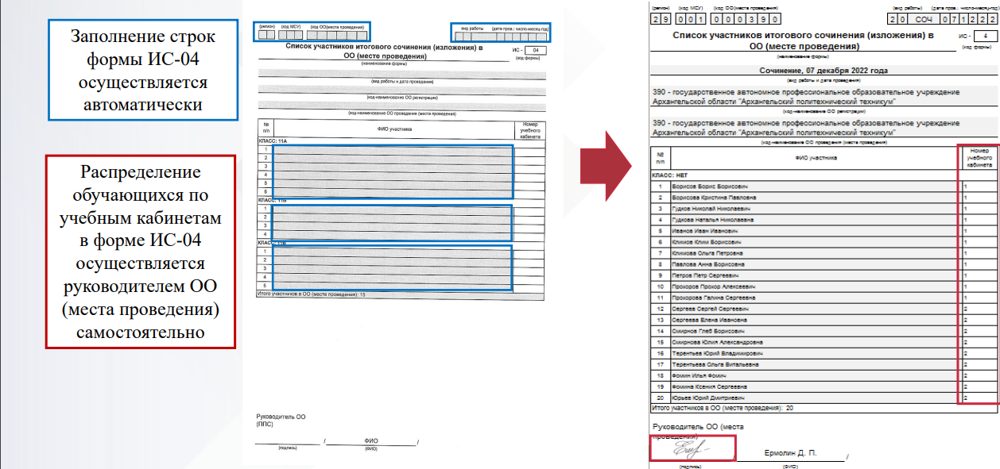 Заполнение строк
формы ИС-04
осуществляется
автоматически
Распределение
обучающихся по
учебным кабинетам
в форме ИС-04
осуществляется
руководителем ОО
(места проведения)
самостоятельно
(регион) (код МСУ) (код ОО(места проведения)
вид работы (дата пров.: число-месяц-год)
Список участников итогового сочинения (изложения) в
ОО (месте проведения)
ИС - 04
(код формы)
(наименование формы)
(вид работы и дата проведения)
(код-наименование ОО регистрации)
(код-наименование ОО проведения (места проведения)
№ п/п ФИО участника Номер учебного кабинета
КЛАСС: 11А
1
2
3
4
5
6
КЛАСС: 11Б
1
2
3
4
КЛАСС: 11В
1
2
3
4
5
Итого участников в ОО (месте проведения): 15
Руководитель ОО
(ППС)
/ ФИО /
(подпись) (ФИО)
(регион) (код МСУ) (код ОО(места проведения)
(вид работы) (дата пров.: число-месяц-год)
29 001 000390 20 СОЧ 071222
Список участников итогового сочинения (изложения) в
ОО (месте проведения)
ИС - 4
(код формы)
(наименование формы)
Сочинение, 07 декабря 2022 года
(вид работы и дата проведения)
390 - государственное автономное профессиональное образовательное учреждение
Архангельской области "Архангельский политехнический техникум"
(код-наименование ОО регистрации)
390 - государственное автономное профессиональное образовательное учреждение
Архангельской области "Архангельский политехнический техникум"
(код-наименование ОО проведения (места проведения)
№ п/п ФИО участника Номер учебного кабинета
КЛАСС: НЕТ
1 Борисов Борис Борисович 1
2 Борисова Кристина Павловна 1
3 Гудков Николай Николаевич 1
4 Гудкова Наталья Николаевна 1
5 Иванов Иван Иванович 1
6 Климов Клим Борисович 1
7 Климова Ольга Петровна 1
8 Павлова Анна Борисовна 1
9 Петров Петр Сергеевич 1
10 Прохоров Прохор Алексеевич 1
11 Прохорова Галина Сергеевна 1
12 Сергеев Сергей Сергеевич 2
13 Сергеева Елена Ивановна 2
14 Смирнов Глеб Борисович 2
15 Смирнова Юлия Александровна 2
16 Терентьев Юрий Владимирович 2
17 Терентьева Ольга Витальевна 2
18 Фомин Илья Фомич 2
19 Фомина Ксения Сергеевна 2
20 Юрьев Юрий Дмитриевич 2
Итого участников в ОО (месте проведения): 20
Руководитель ОО (места
проведения)
/ Ермолин Д. П. /
(подпись) (ФИО)